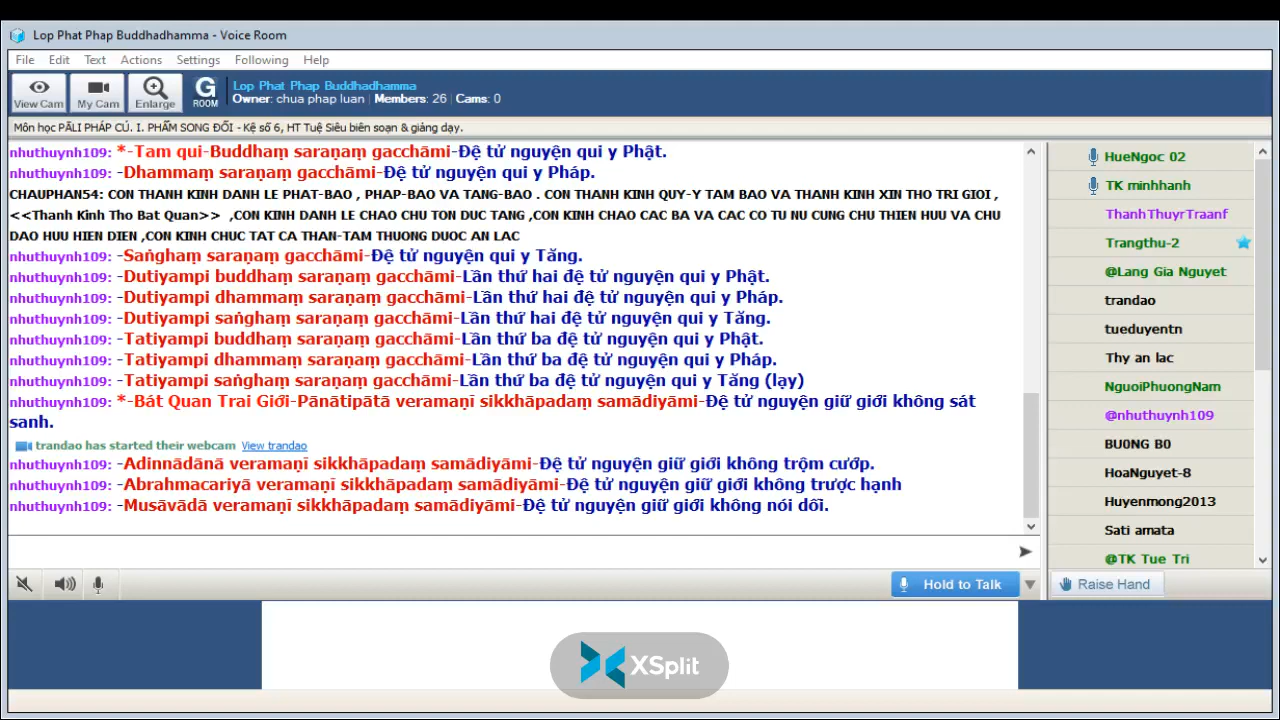 Lop Phat Phap Buddhadhamma - Voice Room
File Edit Text Actions Settings Following Help
View Cam
My Cam
Enlarge
G
ROOM
Lop Phat Phap Buddhadhamma
Owner: chua phap luan | Members: 26 | Cams: 0
Môn học PĀLI PHÁP CÚ. I. PHẨM SONG ĐỐI - Kệ số 6, HT Tuệ Siêu biên soạn & giảng dạy.
nhuthuynh109: *-Tam qui-Buddhaṃ saraṇaṃ gacchāmi-Đệ tử nguyện qui y Phật.
nhuthuynh109: -Dhammaṃ saraṇaṃ gacchāmi-Đệ tử nguyện qui y Pháp.
CHAUPHAN54: CON THANH KINH DANH LE PHAT-BAO , PHAP-BAO VA TANG-BAO . CON THANH KINH QUY-Y TAM BAO VA THANH KINH XIN THO TRI GIOI ,
<<Thanh Kinh Tho Bat Quan>> ,CON KINH DANH LE CHAO CHU TON DUC TANG ,CON KINH CHAO CAC BA VA CAC CO TU NU CUNG CHU THIEN HUU VA CHU
DAO HUU HIEN DIEN ,CON KINH CHUC TAT CA THAN-TAM THUONG DUOC AN LAC
nhuthuynh109: -Saṅghaṃ saraṇaṃ gacchāmi-Đệ tử nguyện qui y Tăng.
nhuthuynh109: -Dutiyampi buddhaṃ saraṇaṃ gacchāmi-Lần thứ hai đệ tử nguyện qui y Phật.
nhuthuynh109: -Dutiyampi dhammaṃ saraṇaṃ gacchāmi-Lần thứ hai đệ tử nguyện qui y Pháp.
nhuthuynh109: -Dutiyampi saṅghaṃ saraṇaṃ gacchāmi-Lần thứ hai đệ tử nguyện qui y Tăng.
nhuthuynh109: -Tatiyampi buddhaṃ saraṇaṃ gacchāmi-Lần thứ ba đệ tử nguyện qui y Phật.
nhuthuynh109: -Tatiyampi dhammaṃ saraṇaṃ gacchāmi-Lần thứ ba đệ tử nguyện qui y Pháp.
nhuthuynh109: -Tatiyampi saṅghaṃ saraṇaṃ gacchāmi-Lần thứ ba đệ tử nguyện qui y Tăng (lạy)
nhuthuynh109: *-Bát Quan Trai Giới-Pānātipātā veramaṇī sikkhāpadaṃ samādiyāmi-Đệ tử nguyện giữ giới không sát
sanh.
trandao has started their webcam View trandao
nhuthuynh109: -Adinnādānā veramaṇī sikkhāpadaṃ samādiyāmi-Đệ tử nguyện giữ giới không trộm cướp.
nhuthuynh109: -Abrahmacariyā veramaṇī sikkhāpadaṃ samādiyāmi-Đệ tử nguyện giữ giới không trược hạnh
nhuthuynh109: -Musāvādā veramaṇī sikkhāpadaṃ samādiyāmi-Đệ tử nguyện giữ giới không nói dối.
HueNgoc 02
TK minhhanh
ThanhThuyrTraanf
Trangthu-2
@Lang Gia Nguyet
trandao
tueduyentn
Thy an lac
NguoiPhuongNam
@nhuthuynh109
BU0NG B0
HoaNguyet-8
Huyenmong2013
Sati amata
@TK Tue Tri
Hold to Talk
Raise Hand
XSplit